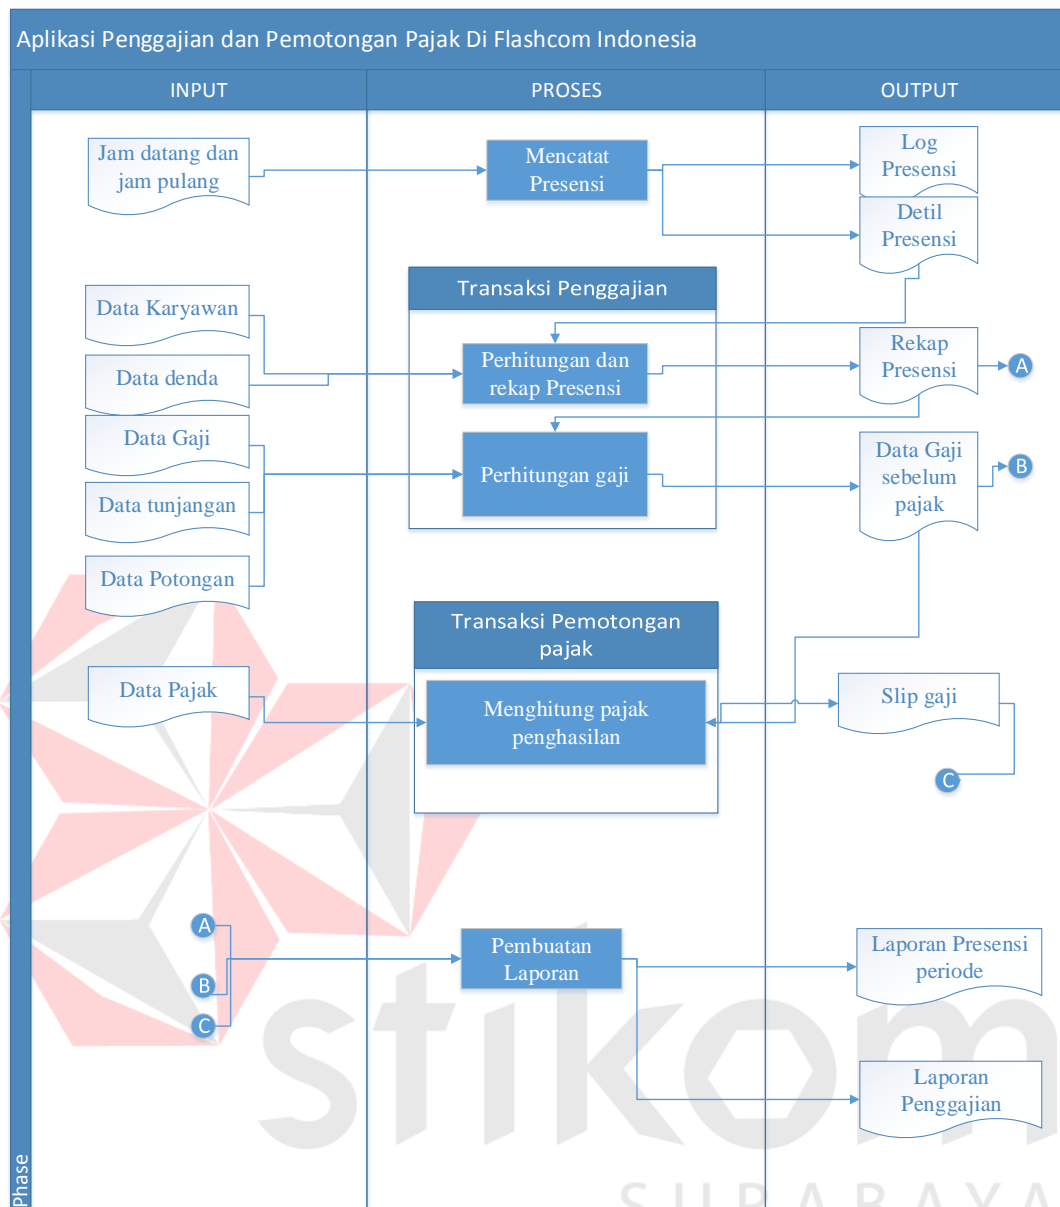 Aplikasi Penggajian dan Pemotongan Pajak Di Flashcom Indonesia
INPUT
PROSES
OUTPUT
Jam datang dan
jam pulang
Mencatat
Presensi
Log
Presensi
Detil
Presensi
Transaksi Penggajian
Data Karyawan
Data denda
Perhitungan dan
rekap Presensi
Rekap
Presensi
A
Data Gaji
Data tunjangan
Data Potongan
Perhitungan gaji
Data Gaji
sebelum
pajak
B
Transaksi Pemotongan
pajak
Data Pajak
Menghitung pajak
penghasilan
Slip gaji
C
A
B
C
Pembuatan
Laporan
Laporan Presensi
periode
Laporan
Penggajian
Phase
stikom
SURABAYA